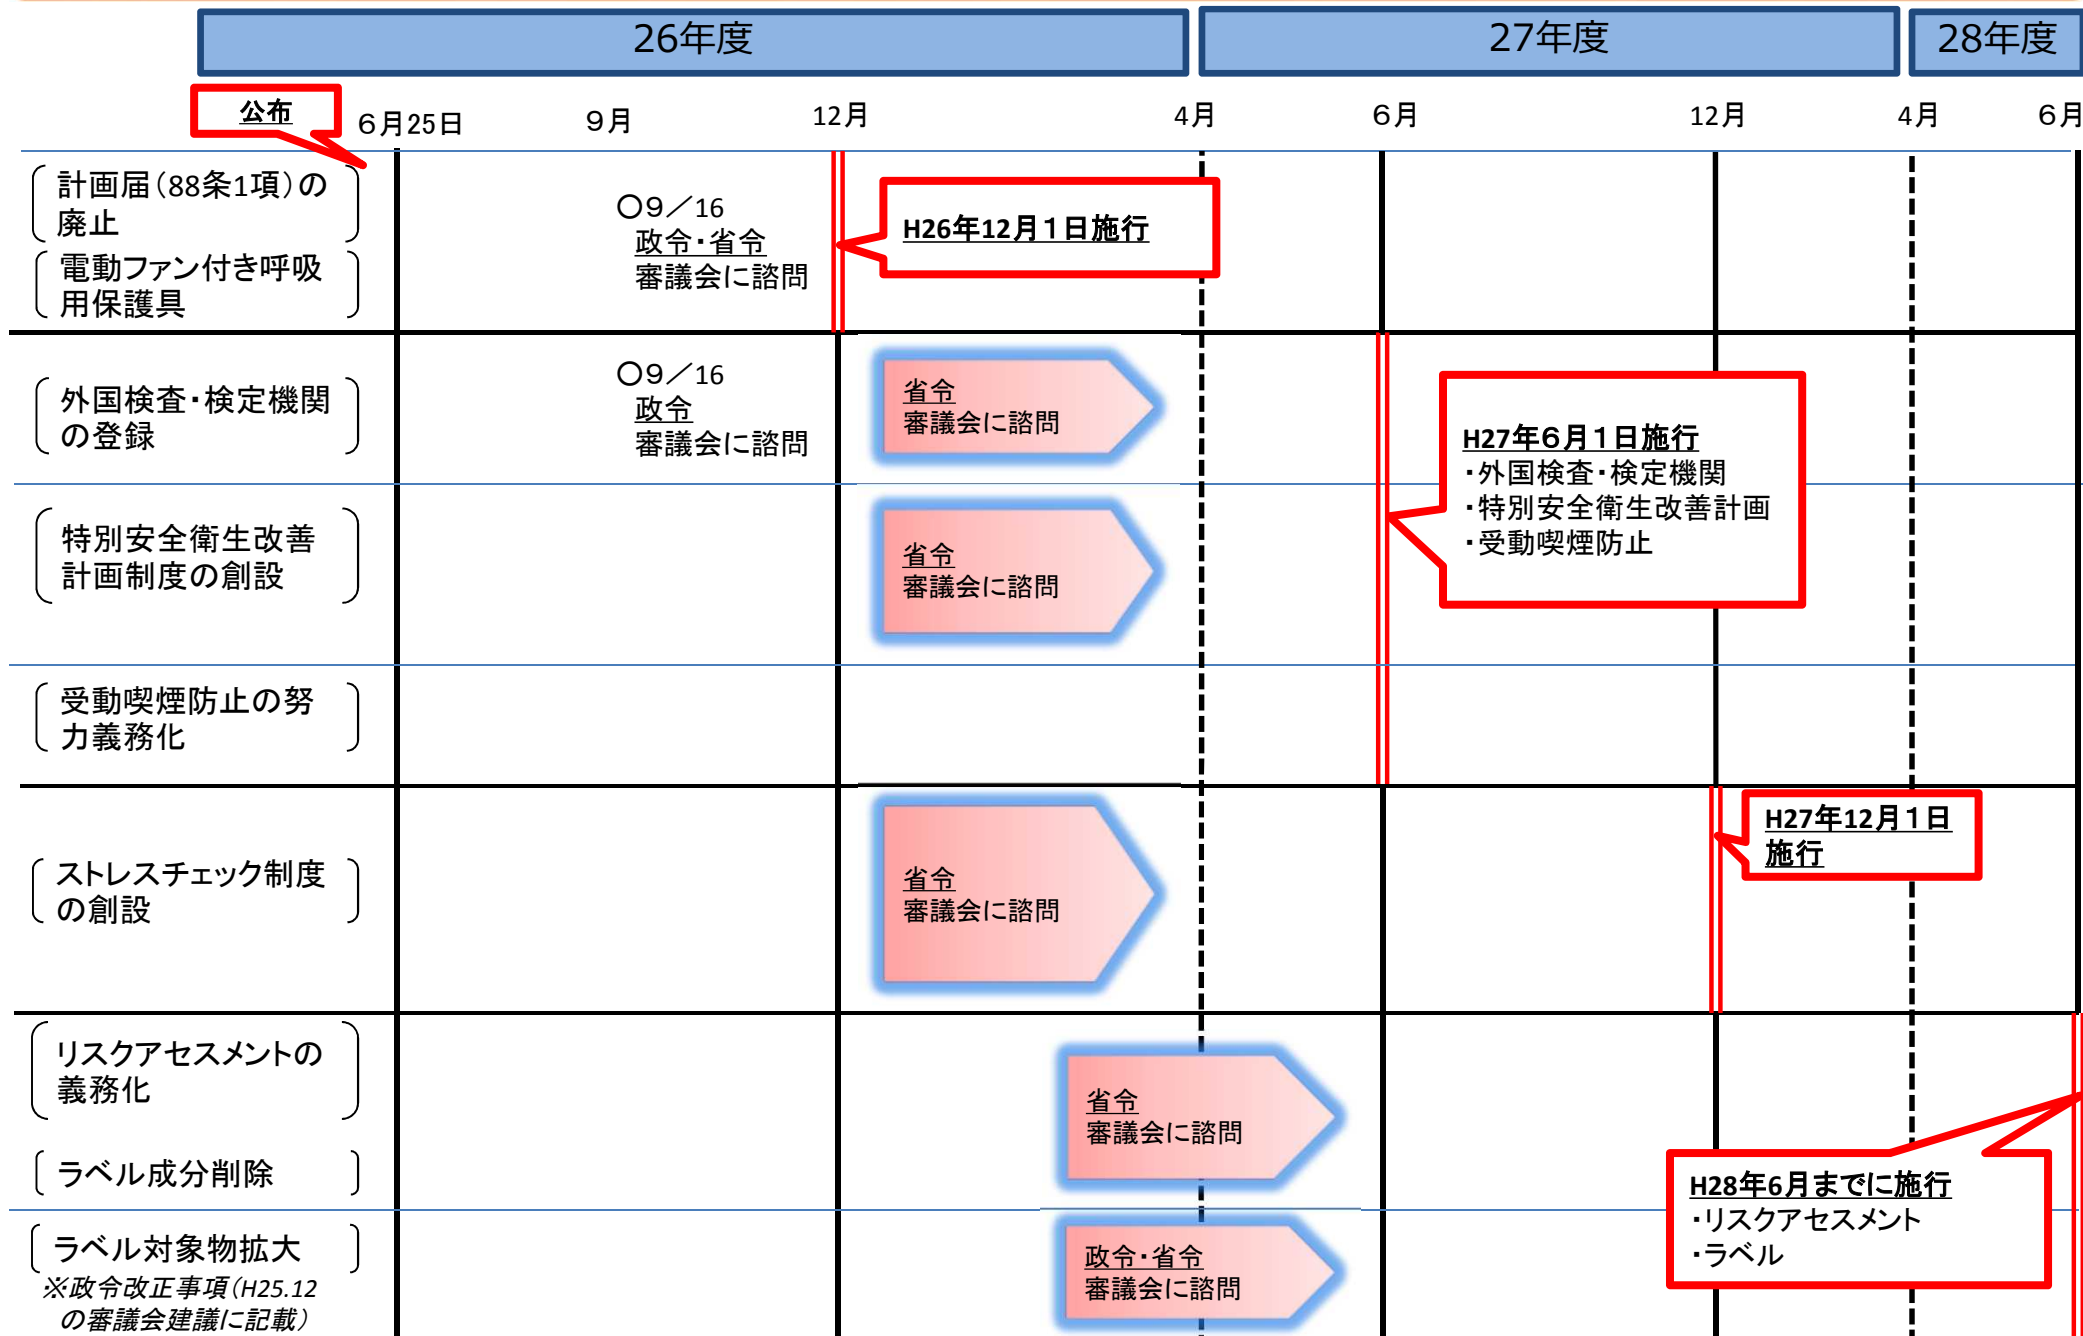 26年度
27年度
28年度
公布
６月25日
９月
12月
4月
６月
12月
4月
６月
計画届（88条1項）の
廃止
電動ファン付き呼吸
用保護具
○９／16
政令・省令
審議会に諮問
H26年12月１日施行
外国検査・検定機関
の登録
○９／16
政令
審議会に諮問
省令
審議会に諮問
H27年６月１日施行
・外国検査・検定機関
・特別安全衛生改善計画
・受動喫煙防止
特別安全衛生改善
計画制度の創設
省令
審議会に諮問
受動喫煙防止の努
力義務化
ストレスチェック制度
の創設
省令
審議会に諮問
H27年12月１日
施行
リスクアセスメントの
義務化
ラベル成分削除
省令
審議会に諮問
H28年6月までに施行
・リスクアセスメント
・ラベル
ラベル対象物拡大
※政令改正事項（H25.12
の審議会建議に記載）
政令・省令
審議会に諮問